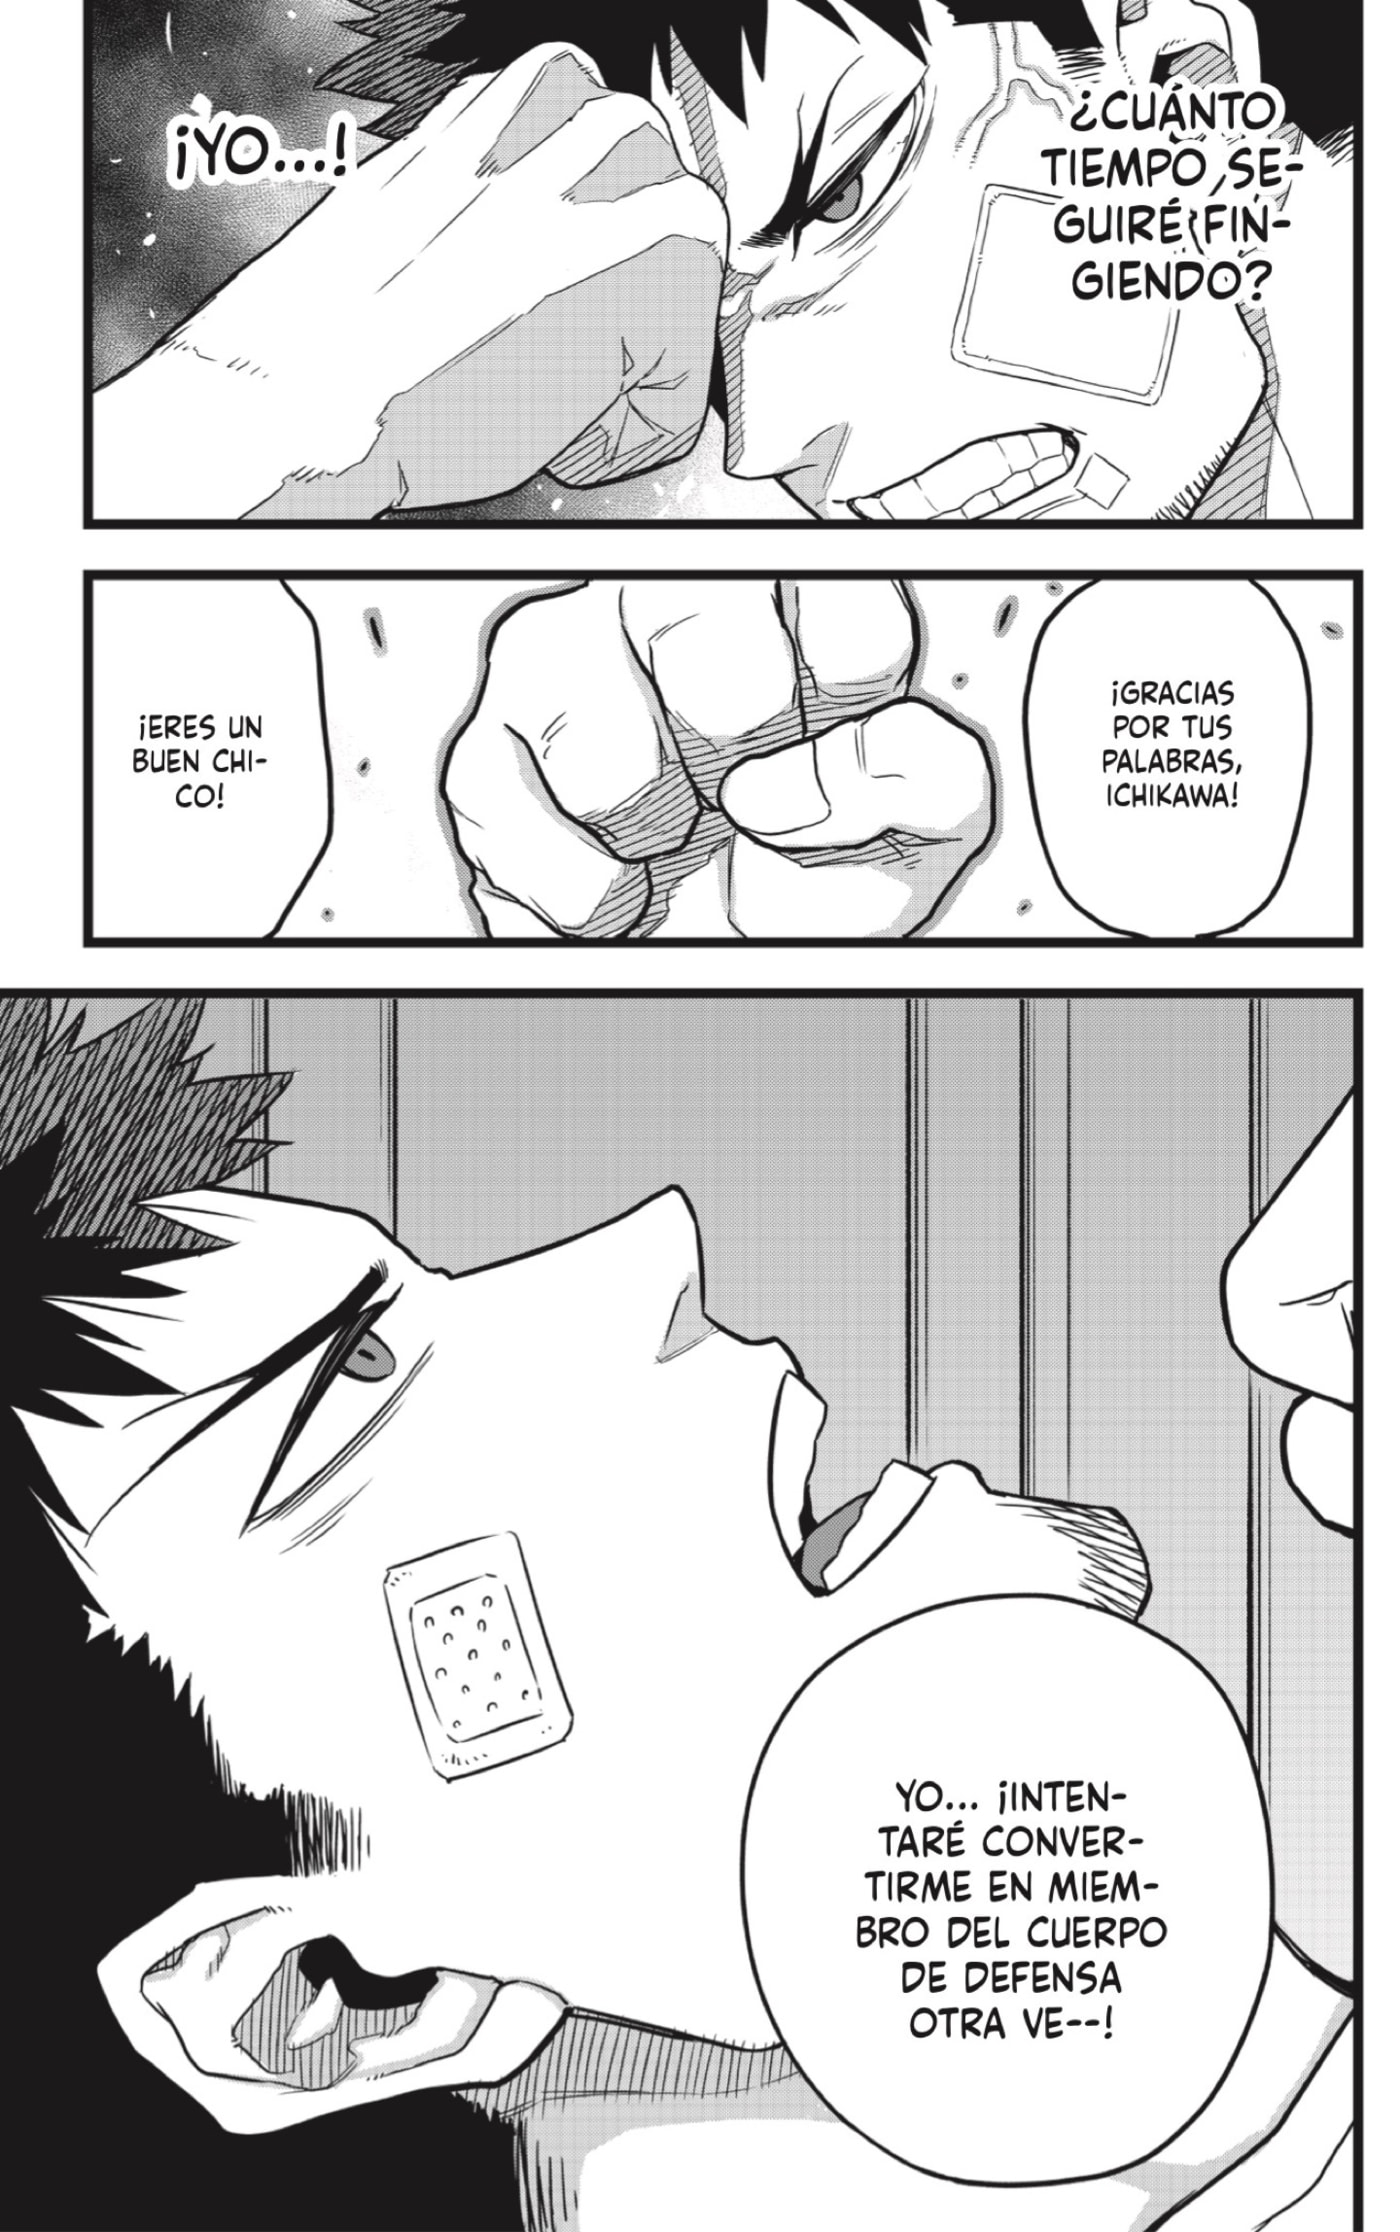 ¿CUÁNTO
TIEMPO SE-
GUIRÉ FIN-
GIENDO?
¡YO...!
¡GRACIAS
POR TUS
PALABRAS,
ICHIKAWA!
¡ERES UN
BUEN CHI-
CO!
YO... ¡INTEN-
TARÉ CONVER-
TIRME EN MIEM-
BRO DEL CUERPO
DE DEFENSA
OTRA VE--!